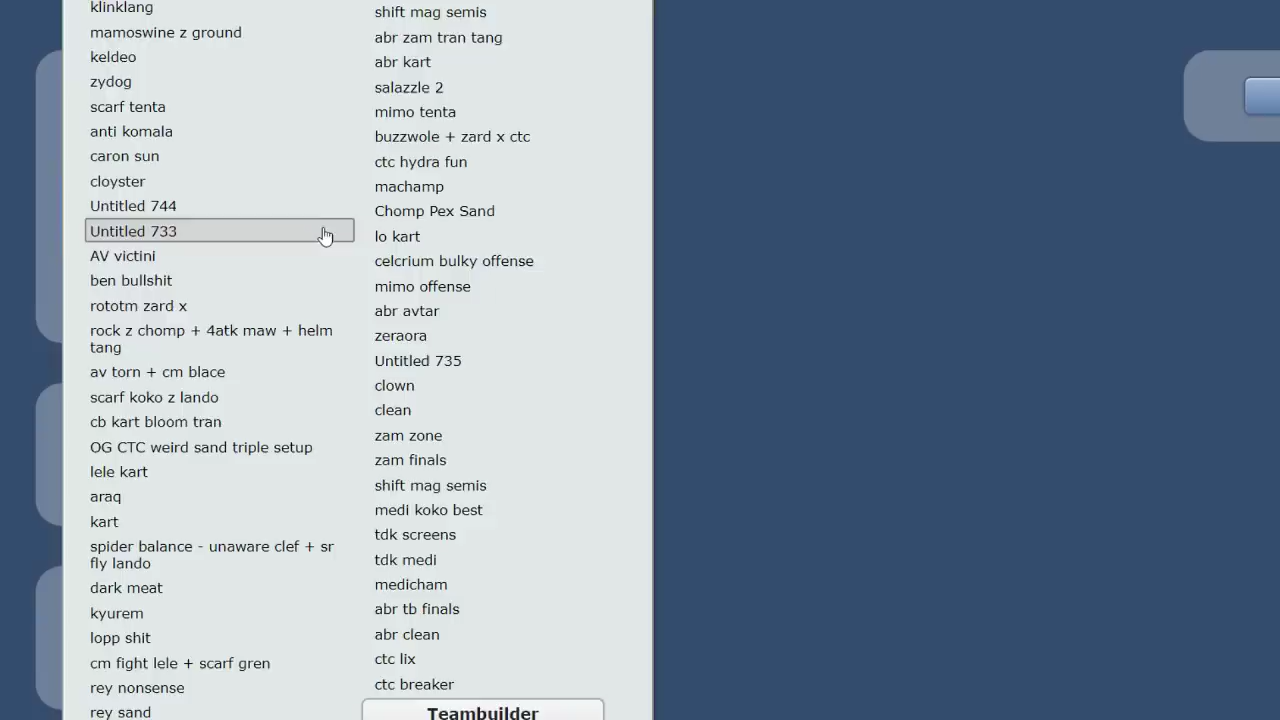 klinklang
mamoswine z ground
keldeo
zydog
scarf tenta
anti komala
caron sun
cloyster
Untitled 744
Untitled 733
AV victini
ben bullshit
rototm zard x
rock z chomp + 4atk maw + helm
tang
av torn + cm blace
scarf koko z lando
cb kart bloom tran
OG CTC weird sand triple setup
lele kart
araq
kart
spider balance - unaware clef + sr
fly lando
dark meat
kyurem
lopp shit
cm fight lele + scarf gren
rey nonsense
rey sand
shift mag semis
abr zam tran tang
abr kart
salazzle 2
mimo tenta
buzzwole + zard x ctc
ctc hydra fun
machamp
Chomp Pex Sand
lo kart
celcrium bulky offense
mimo offense
abr avtar
zeraora
Untitled 735
clown
clean
zam zone
zam finals
shift mag semis
medi koko best
tdk screens
tdk medi
medicham
abr tb finals
abr clean
ctc lix
ctc breaker
Teambuilder